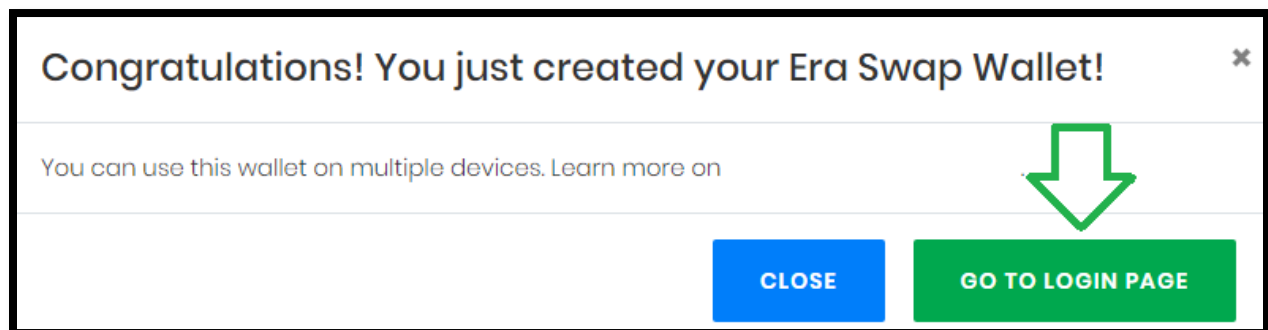 Congratulations! You just created your Era Swap Wallet!
×
You can use this wallet on multiple devices. Learn more on .
CLOSE
GO TO LOGIN PAGE